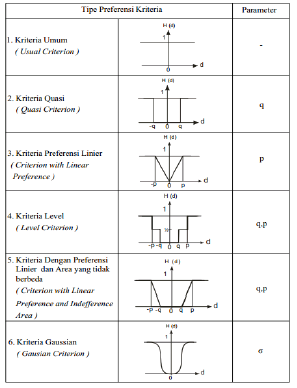 Tipe Preferensi Kriteria Parameter
1. Kriteria Umum
( Usual Criterion )
H (d)
1
d
0
-
2. Kriteria Quasi
( Quasi Criterion )
H (d)
1
-q 0 q d
q
3. Kriteria Preferensi Linier
( Criterion with Linear
Preference )
H (d)
1
-p 0 p d
p
4. Kriteria Level
( Level Criterion )
H (d)
1
-p -q 0 q p d
q,p
5. Kriteria Dengan Preferensi
Linier dan Area yang tidak
berbeda
( Criterion with Linear
Preference and Indefference
Area )
H (d)
1
-p -q 0 q p d
q,p
6. Kriteria Gaussian
( Gausian Criterion )
H (d)
1
0 d
σ